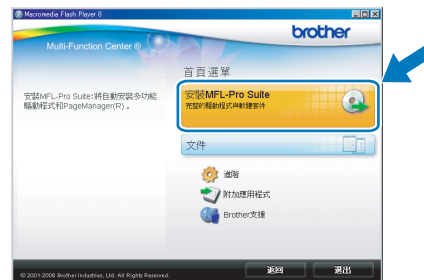 Macromedia Flash Player 8
brother
Multi-Function Center ®
首頁選單
安裝MFL-Pro Suite:將自動安裝多功能
驅動程式和PageManager(R) 。
安裝MFL-Pro Suite
完整的驅動程式與軟體套件
文件
進階
附加應用程式
Brother支援
© 2001-2008 Brother Industries, Ltd. All Rights Reserved.
返回
退出